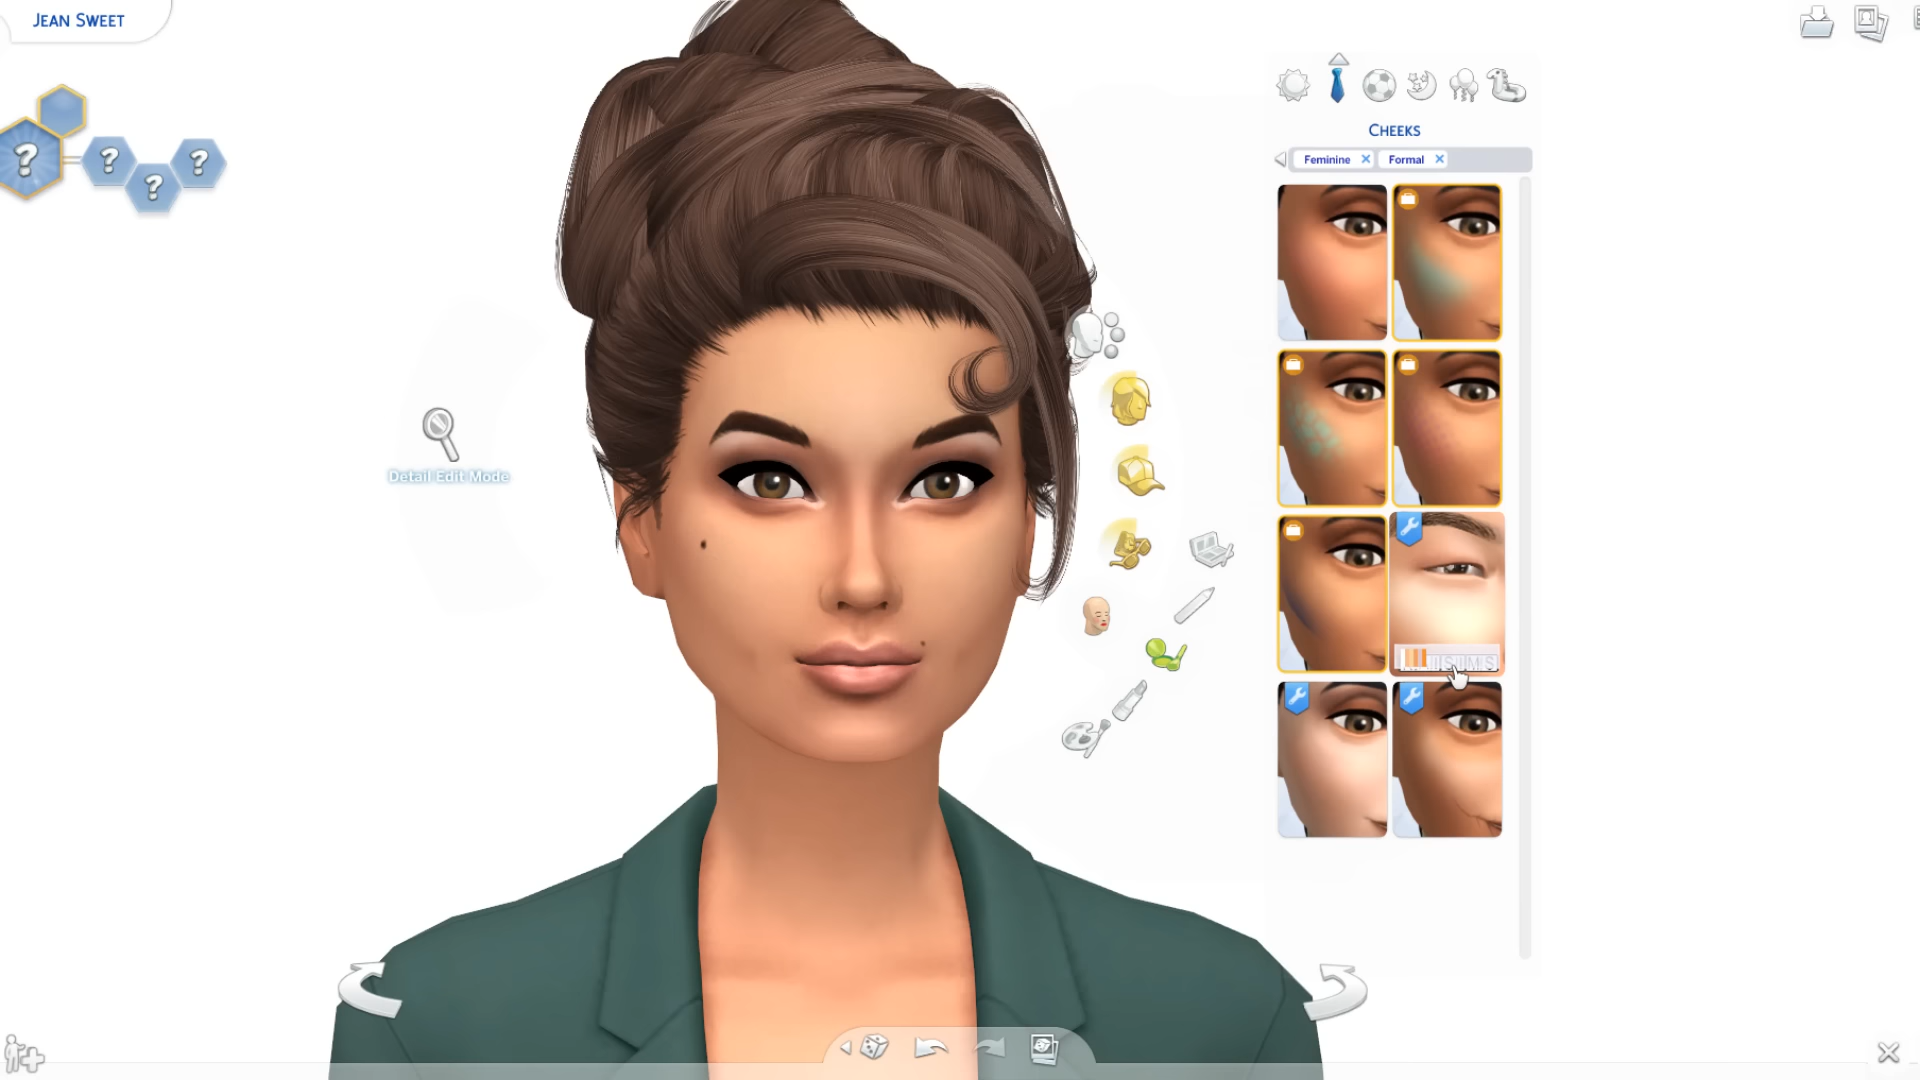 JEAN SWEET
?
?
?
?
CHEEKS
Feminine
Formal
Detail Edit Mode